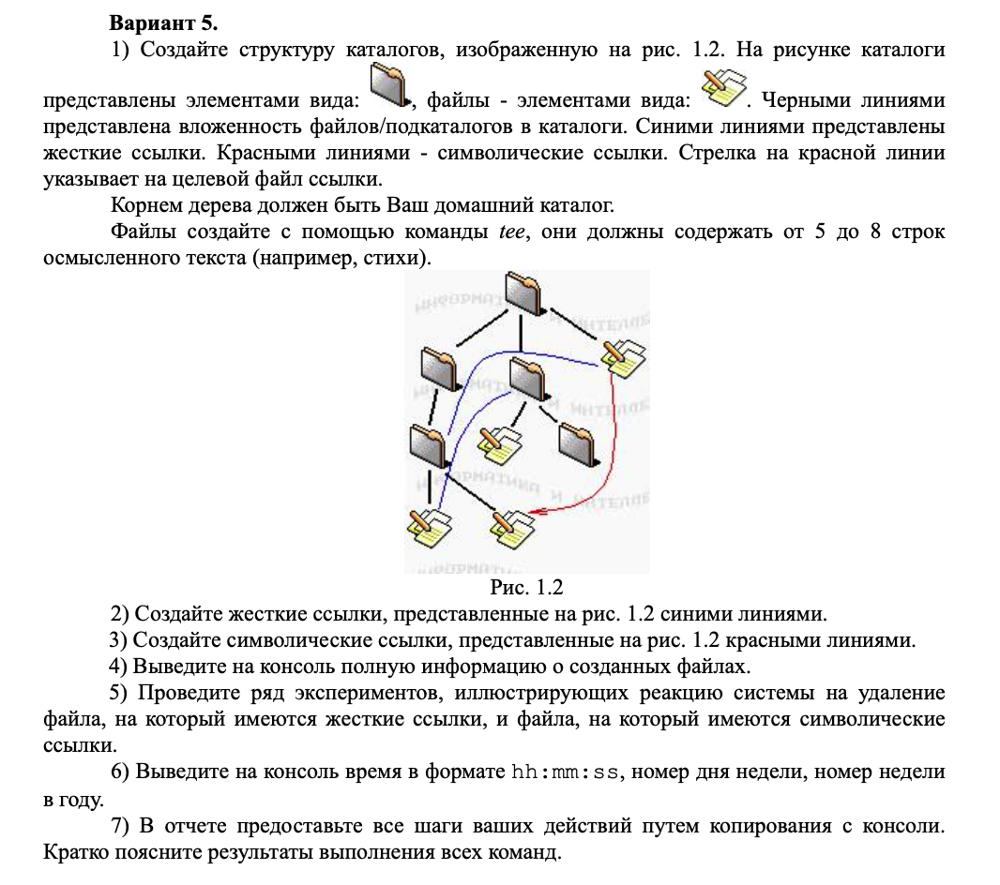 Вариант 5.
1) Создайте структуру каталогов, изображенную на рис. 1.2. На рисунке каталоги
представлены элементами вида: , файлы - элементами вида: . Черными линиями
представлена вложенность файлов/подкаталогов в каталоги. Синими линиями представлены
жесткие ссылки. Красными линиями - символические ссылки. Стрелка на красной линии
указывает на целевой файл ссылки.
Корнем дерева должен быть Ваш домашний каталог.
Файлы создайте с помощью команды tee, они должны содержать от 5 до 8 строк
осмысленного текста (например, стихи).
Рис. 1.2
2) Создайте жесткие ссылки, представленные на рис. 1.2 синими линиями.
3) Создайте символические ссылки, представленные на рис. 1.2 красными линиями.
4) Выведите на консоль полную информацию о созданных файлах.
5) Проведите ряд экспериментов, иллюстрирующих реакцию системы на удаление
файла, на который имеются жесткие ссылки, и файла, на который имеются символические
ссылки.
6) Выведите на консоль время в формате hh:mm:ss, номер дня недели, номер недели
в году.
7) В отчете предоставьте все шаги ваших действий путем копирования с консоли.
Кратко поясните результаты выполнения всех команд.